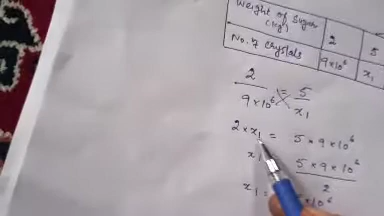 Weight of Sugar 2 5
(kg)
No. of crystals 9×10⁶ x₁
2 / 9×10⁶ = 5 / x₁
2 × x₁ = 5 × 9×10⁶
x₁ 5 × 9×10⁶ / 2
x₁ = ×10⁶